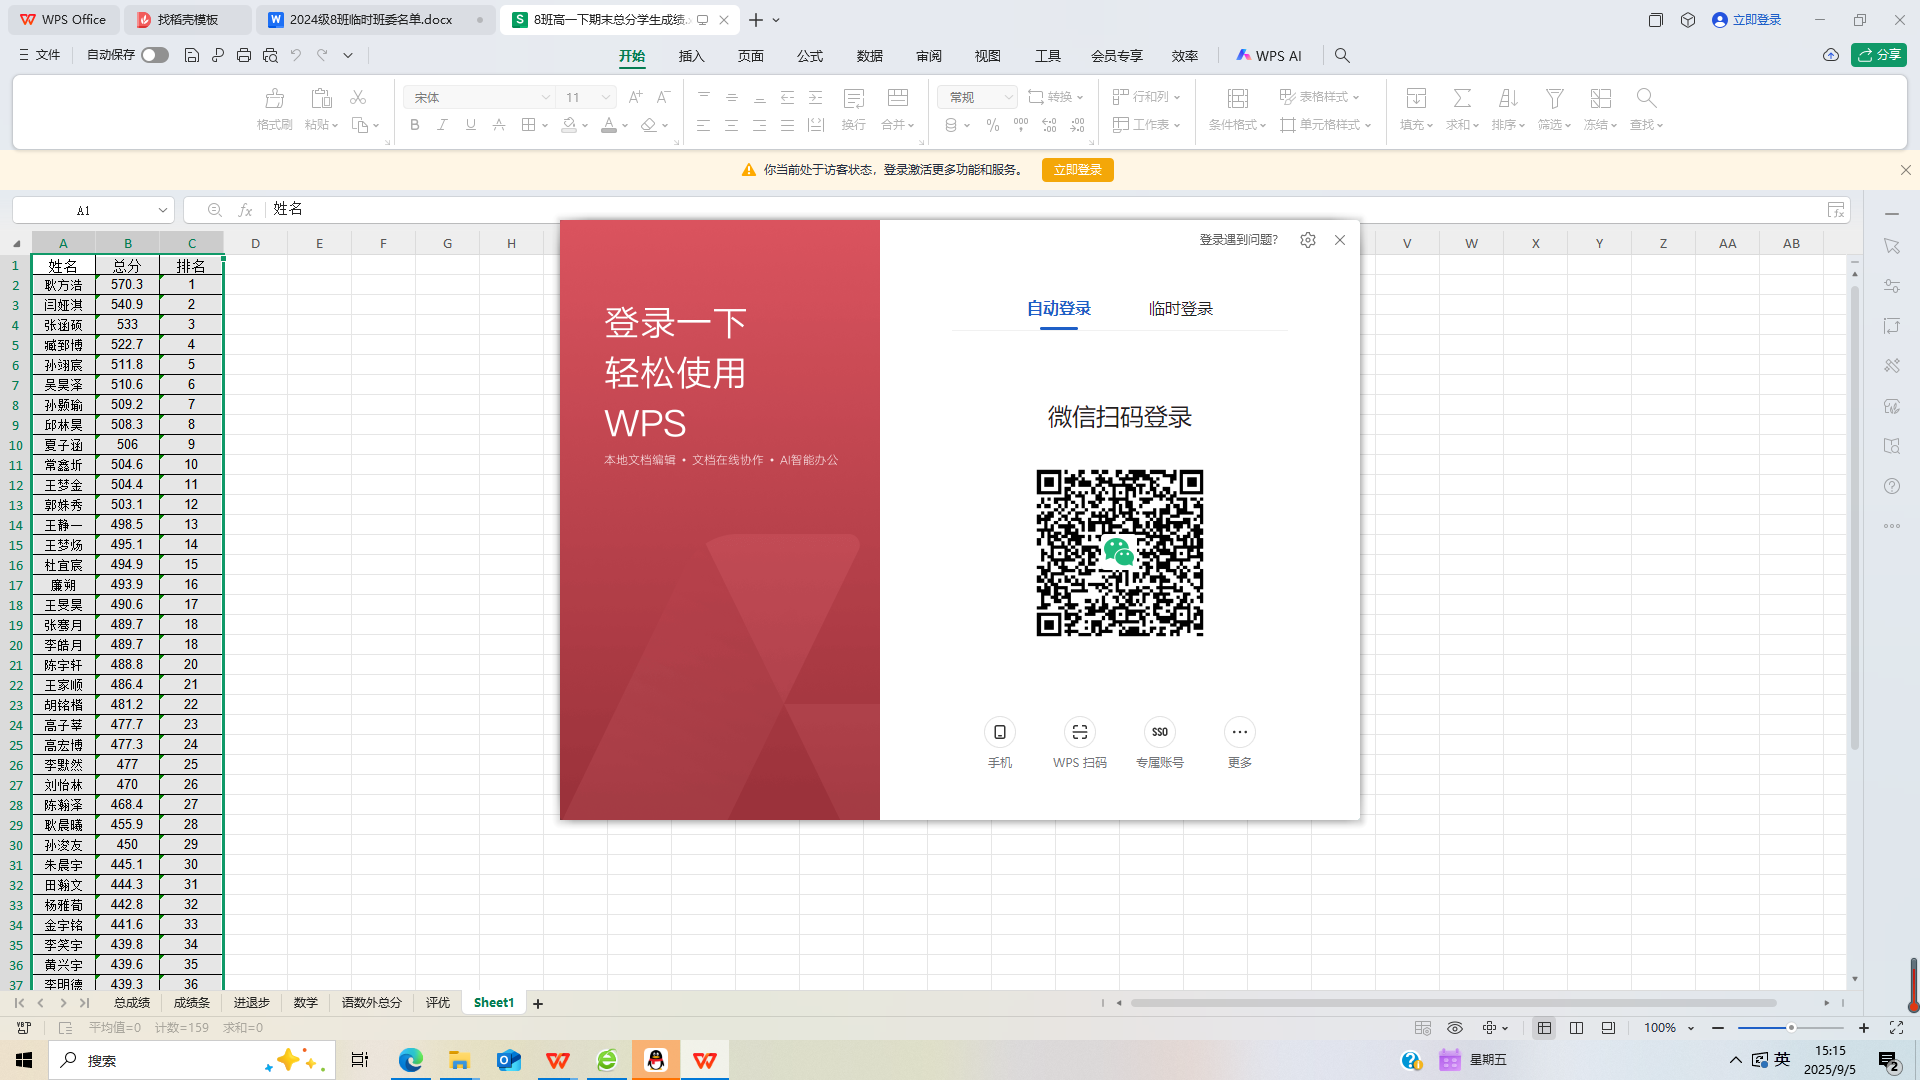 WPS Office 找稻壳模板 2024级8班临时班委名单.docx 8班高一下期末总分学生成绩. 立即登录
文件 自动保存 开始 插入 页面 公式 数据 审阅 视图 工具 会员专享 效率 WPS AI 分享
宋体 11 A+ A- 常规 转换 行和列 表格样式
格式刷 粘贴 B I U A 换行 合并 % 工作表 条件格式 单元格样式 填充 求和 排序 筛选 冻结 查找
你当前处于访客状态，登录激活更多功能和服务。 立即登录
A1 fx 姓名
A B C D E F G H V W X Y Z AA AB
1 姓名 总分 排名
2 耿方浩 570.3 1
3 闫娅淇 540.9 2
4 张函硕 533 3
5 臧郅博 522.7 4
6 孙翊宸 511.8 5
7 吴昊泽 510.6 6
8 孙颢瑜 509.2 7
9 邱林昊 508.3 8
10 夏子涵 506 9
11 常鑫圻 504.6 10
12 王梦金 504.4 11
13 郭姝秀 503.1 12
14 王静一 498.5 13
15 王梦炀 495.1 14
16 杜宜宸 494.9 15
17 廉朔 493.9 16
18 王旻昊 490.6 17
19 张骞月 489.7 18
20 李皓月 489.7 18
21 陈宇轩 488.8 20
22 王家顺 486.4 21
23 胡铭楷 481.2 22
24 高子莘 477.7 23
25 高宏博 477.3 24
26 李默然 477 25
27 刘怡林 470 26
28 陈瀚泽 468.4 27
29 耿晨曦 455.9 28
30 孙浚友 450 29
31 朱晨宇 445.1 30
32 田瀚文 444.3 31
33 杨雅萄 442.8 32
34 金宇铭 441.6 33
35 李笑宇 439.8 34
36 黄兴宇 439.6 35
37 李明德 439.3 36
登录遇到问题?
登录一下
轻松使用
WPS
本地文档编辑 • 文档在线协作 • AI智能办公
自动登录 临时登录
微信扫码登录
SSO
手机 WPS 扫码 专属账号 更多
总成绩 成绩条 进退步 数学 语数外总分 评优 Sheet1
平均值=0 计数=159 求和=0 100%
搜索 星期五 英 15:15
2025/9/5
2